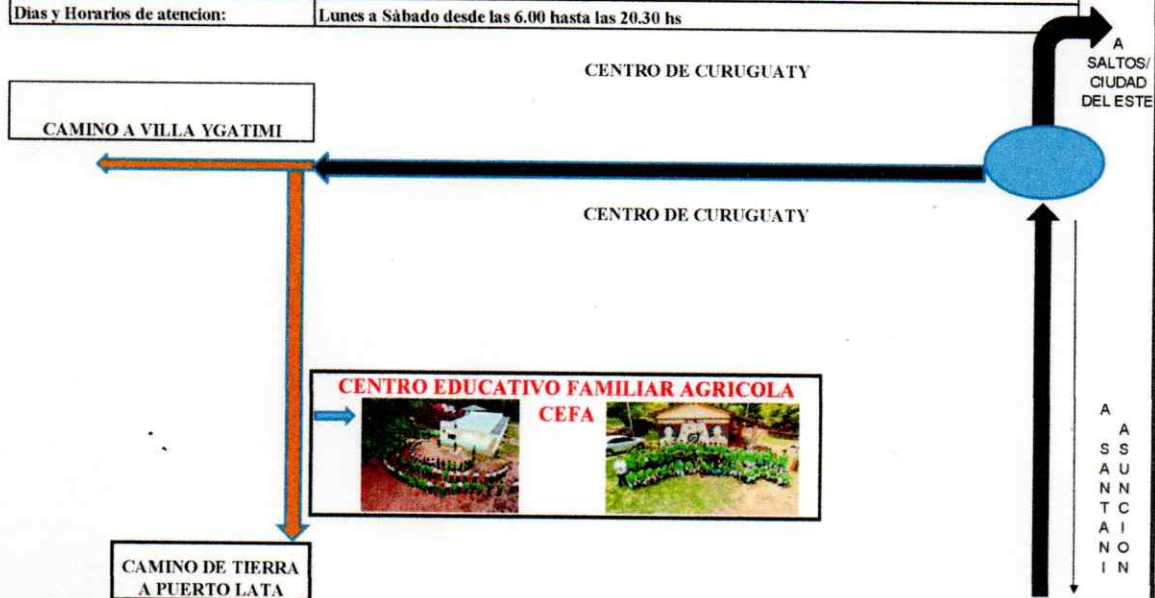 Dias y Horarios de atencion: Lunes a Sàbado desde las 6.00 hasta las 20.30 hs
A
SALTOS/
CIUDAD
DEL ESTE
CENTRO DE CURUGUATY
CAMINO A VILLA YGATIMI
CENTRO DE CURUGUATY
CENTRO EDUCATIVO FAMILIAR AGRICOLA
CEFA
A SANTANI
A ASUNCION
CAMINO DE TIERRA
A PUERTO LATA